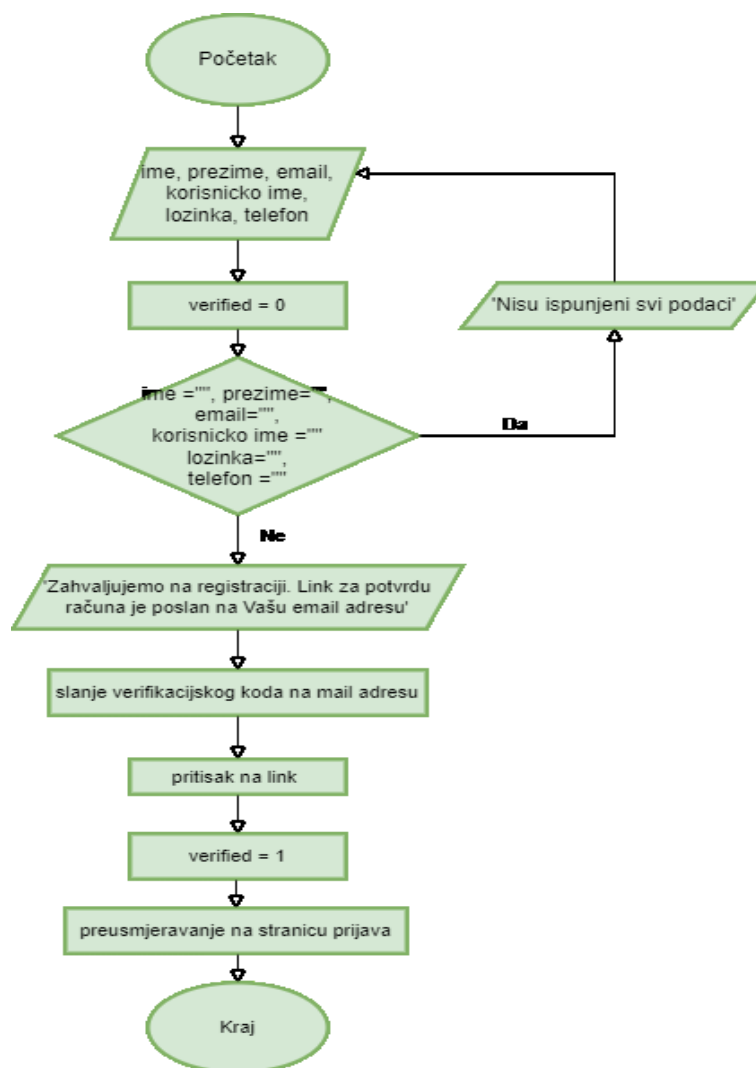 Početak
ime, prezime, email,
korisnicko ime,
lozinka, telefon
verified = 0
'Nisu ispunjeni svi podaci'
ime ="", prezime="",
email="",
korisnicko ime =""
lozinka="",
telefon =""
Da
Ne
'Zahvaljujemo na registraciji. Link za potvrdu
računa je poslan na Vašu email adresu'
slanje verifikacijskog koda na mail adresu
pritisak na link
verified = 1
preusmjeravanje na stranicu prijava
Kraj